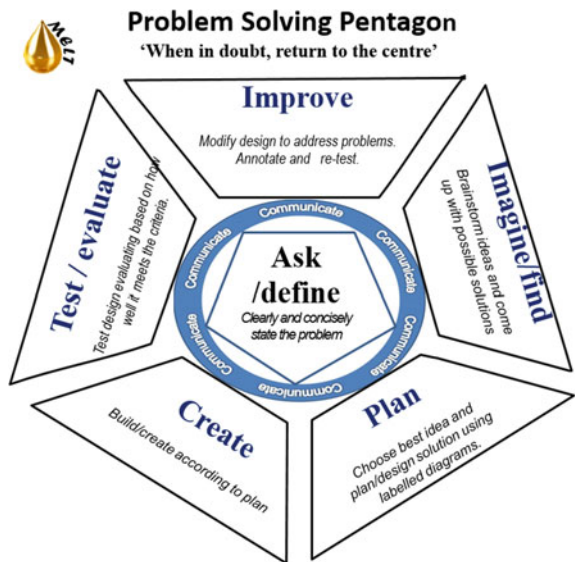 MELT
Problem Solving Pentagon
‘When in doubt, return to the centre’
Improve
Modify design to address problems.
Annotate and re-test.
Imagine/find
Brainstorm ideas and come
up with possible solutions
Plan
Choose best idea and
plan/design solution using
labelled diagrams.
Create
Build/create according to plan
Test / evaluate
Test design evaluating based on how
well it meets the criteria.
Communicate
Communicate
Communicate
Communicate
Communicate
Communicate
Ask
/define
Clearly and concisely
state the problem